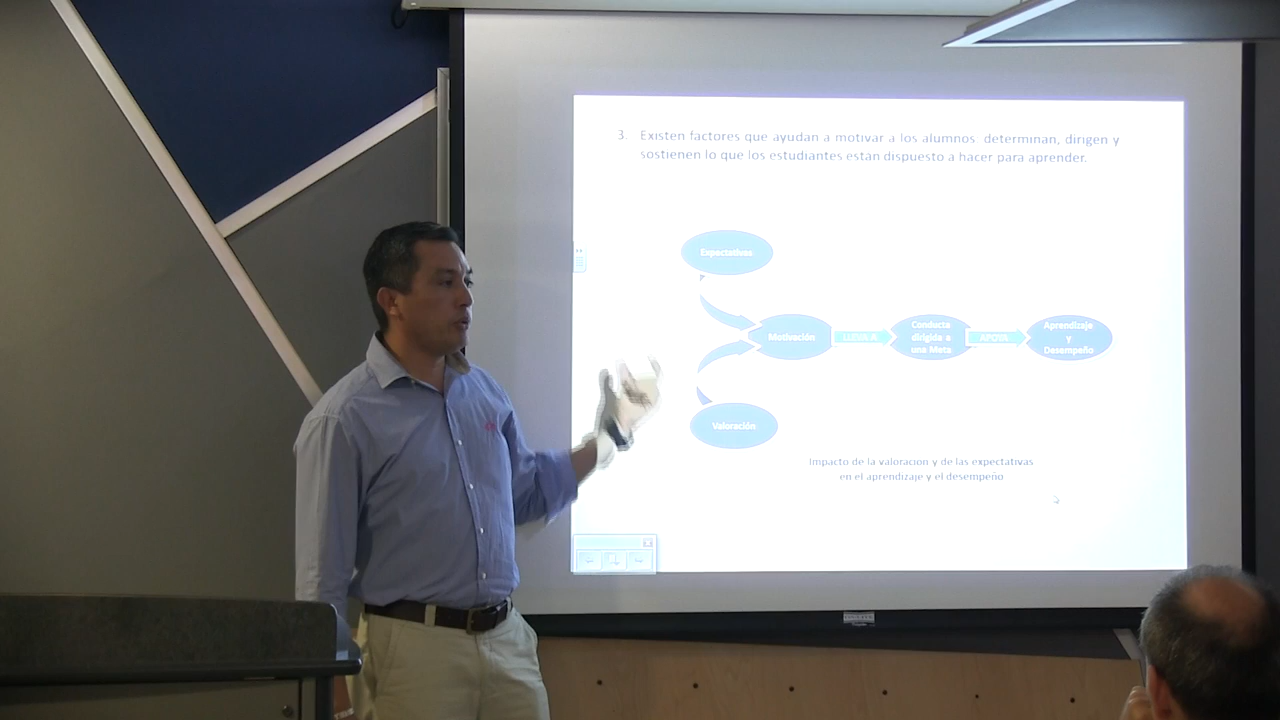 3. Existen factores que ayudan a motivar a los alumnos determinan, dirigen y
sostienen lo que los estudiantes están dispuesto a hacer para aprender.
Expectativas
Motivación
LLEVA A
Conducta
dirigida a
una Meta
APOYA
Aprendizaje
y
Desempeño
Valoración
Impacto de la valoración y de las expectativas
en el aprendizaje y el desempeño